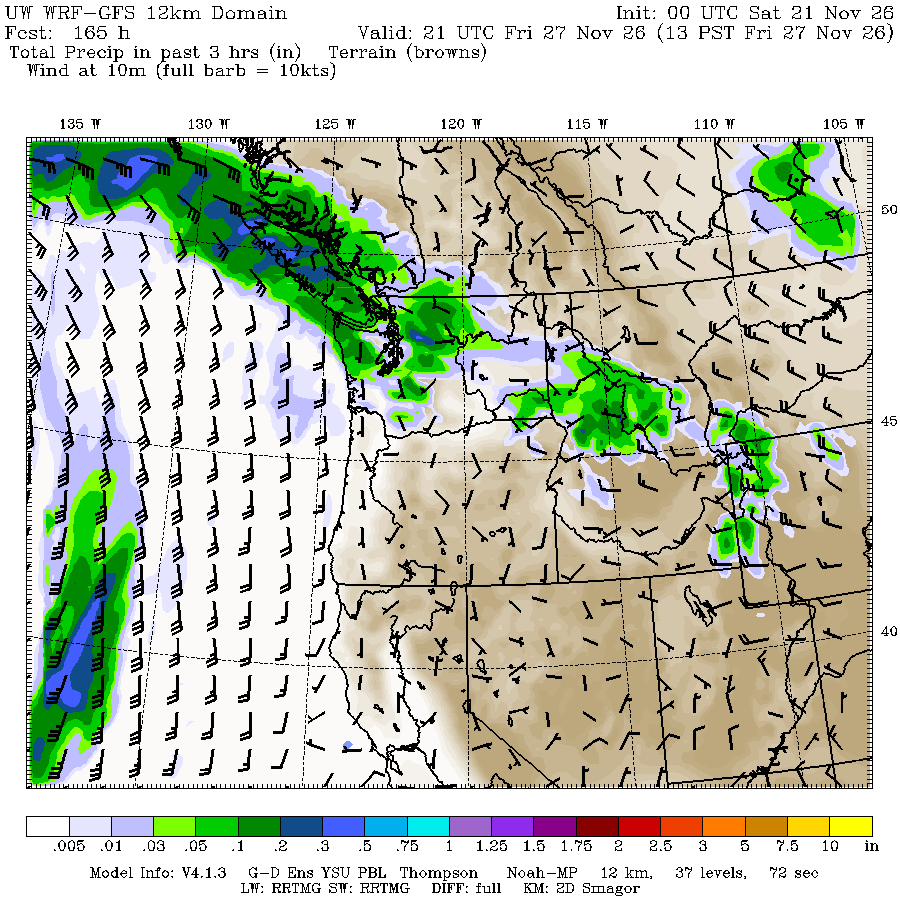 UW WRF-GFS 12km Domain Init: 00 UTC Sat 21 Nov 26
Fcst: 165 h Valid: 21 UTC Fri 27 Nov 26 (13 PST Fri 27 Nov 26)
Total Precip in past 3 hrs (in) Terrain (browns)
Wind at 10m (full barb = 10kts)
135 W 130 W 125 W 120 W 115 W 110 W 105 W
50
45
40
.005 .01 .03 .05 .1 .2 .3 .5 .75 1 1.25 1.5 1.75 2 2.5 3 5 7.5 10 in
Model Info: V4.1.3 G-D Ens YSU PBL Thompson Noah-MP 12 km, 37 levels, 72 sec
LW: RRTMG SW: RRTMG DIFF: full KM: 2D Smagor